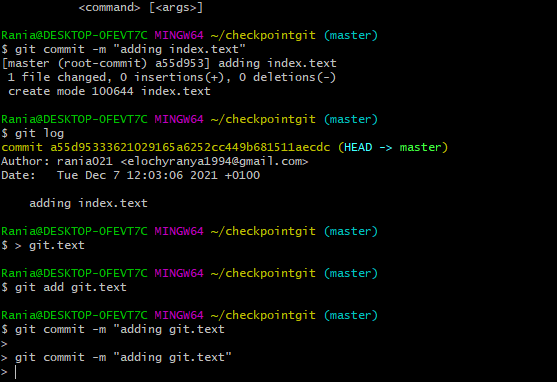 <command> [<args>]
Rania@DESKTOP-0FEVT7C MINGW64 ~/checkpointgit (master)
$ git commit -m "adding index.text"
[master (root-commit) a55d953] adding index.text
1 file changed, 0 insertions(+), 0 deletions(-)
create mode 100644 index.text
Rania@DESKTOP-0FEVT7C MINGW64 ~/checkpointgit (master)
$ git log
commit a55d95333621029165a6252cc449b681511aecdc (HEAD -> master)
Author: rania021 <elochyranya1994@gmail.com>
Date:   Tue Dec 7 12:03:06 2021 +0100
adding index.text
Rania@DESKTOP-0FEVT7C MINGW64 ~/checkpointgit (master)
$ > git.text
Rania@DESKTOP-0FEVT7C MINGW64 ~/checkpointgit (master)
$ git add git.text
Rania@DESKTOP-0FEVT7C MINGW64 ~/checkpointgit (master)
$ git commit -m "adding git.text
>
> git commit -m "adding git.text"
>